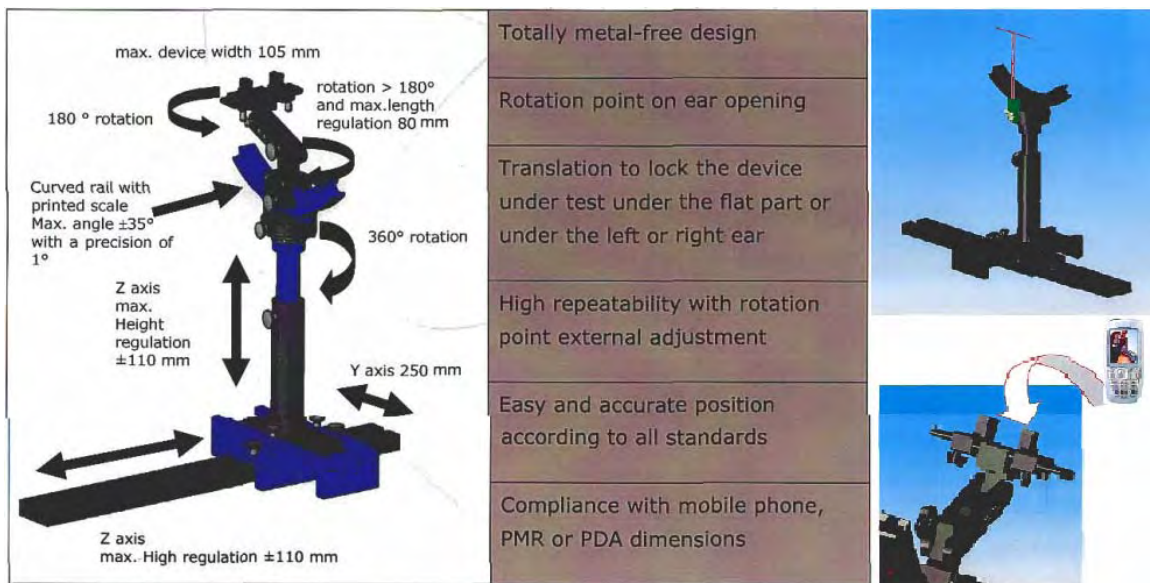 max. device width 105 mm
180 ° rotation
rotation > 180°
and max.length
regulation 80 mm
Curved rail with
printed scale
Max. angle ±35°
with a precision of
1°
360° rotation
Z axis
max.
Height
regulation
±110 mm
Y axis 250 mm
Z axis
max. High regulation ±110 mm
Totally metal-free design
Rotation point on ear opening
Translation to lock the device
under test under the flat part or
under the left or right ear
High repeatability with rotation
point external adjustment
Easy and accurate position
according to all standards
Compliance with mobile phone,
PMR or PDA dimensions